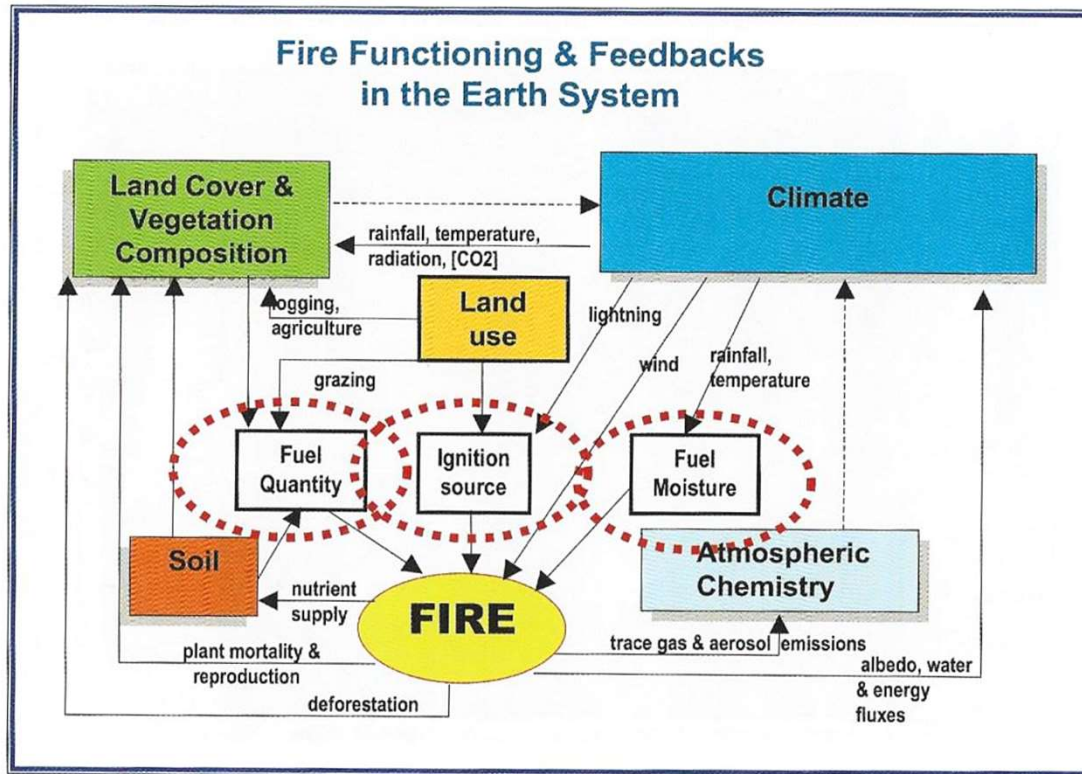 Fire Functioning & Feedbacks
in the Earth System
Land Cover &
Vegetation
Composition
Climate
rainfall, temperature,
radiation, [CO2]
Land
use
logging,
agriculture
lightning
grazing
wind
rainfall,
temperature
Fuel
Quantity
Ignition
source
Fuel
Moisture
Soil
Atmospheric
Chemistry
nutrient
supply
FIRE
plant mortality &
reproduction
trace gas & aerosol emissions
albedo, water
& energy
fluxes
deforestation